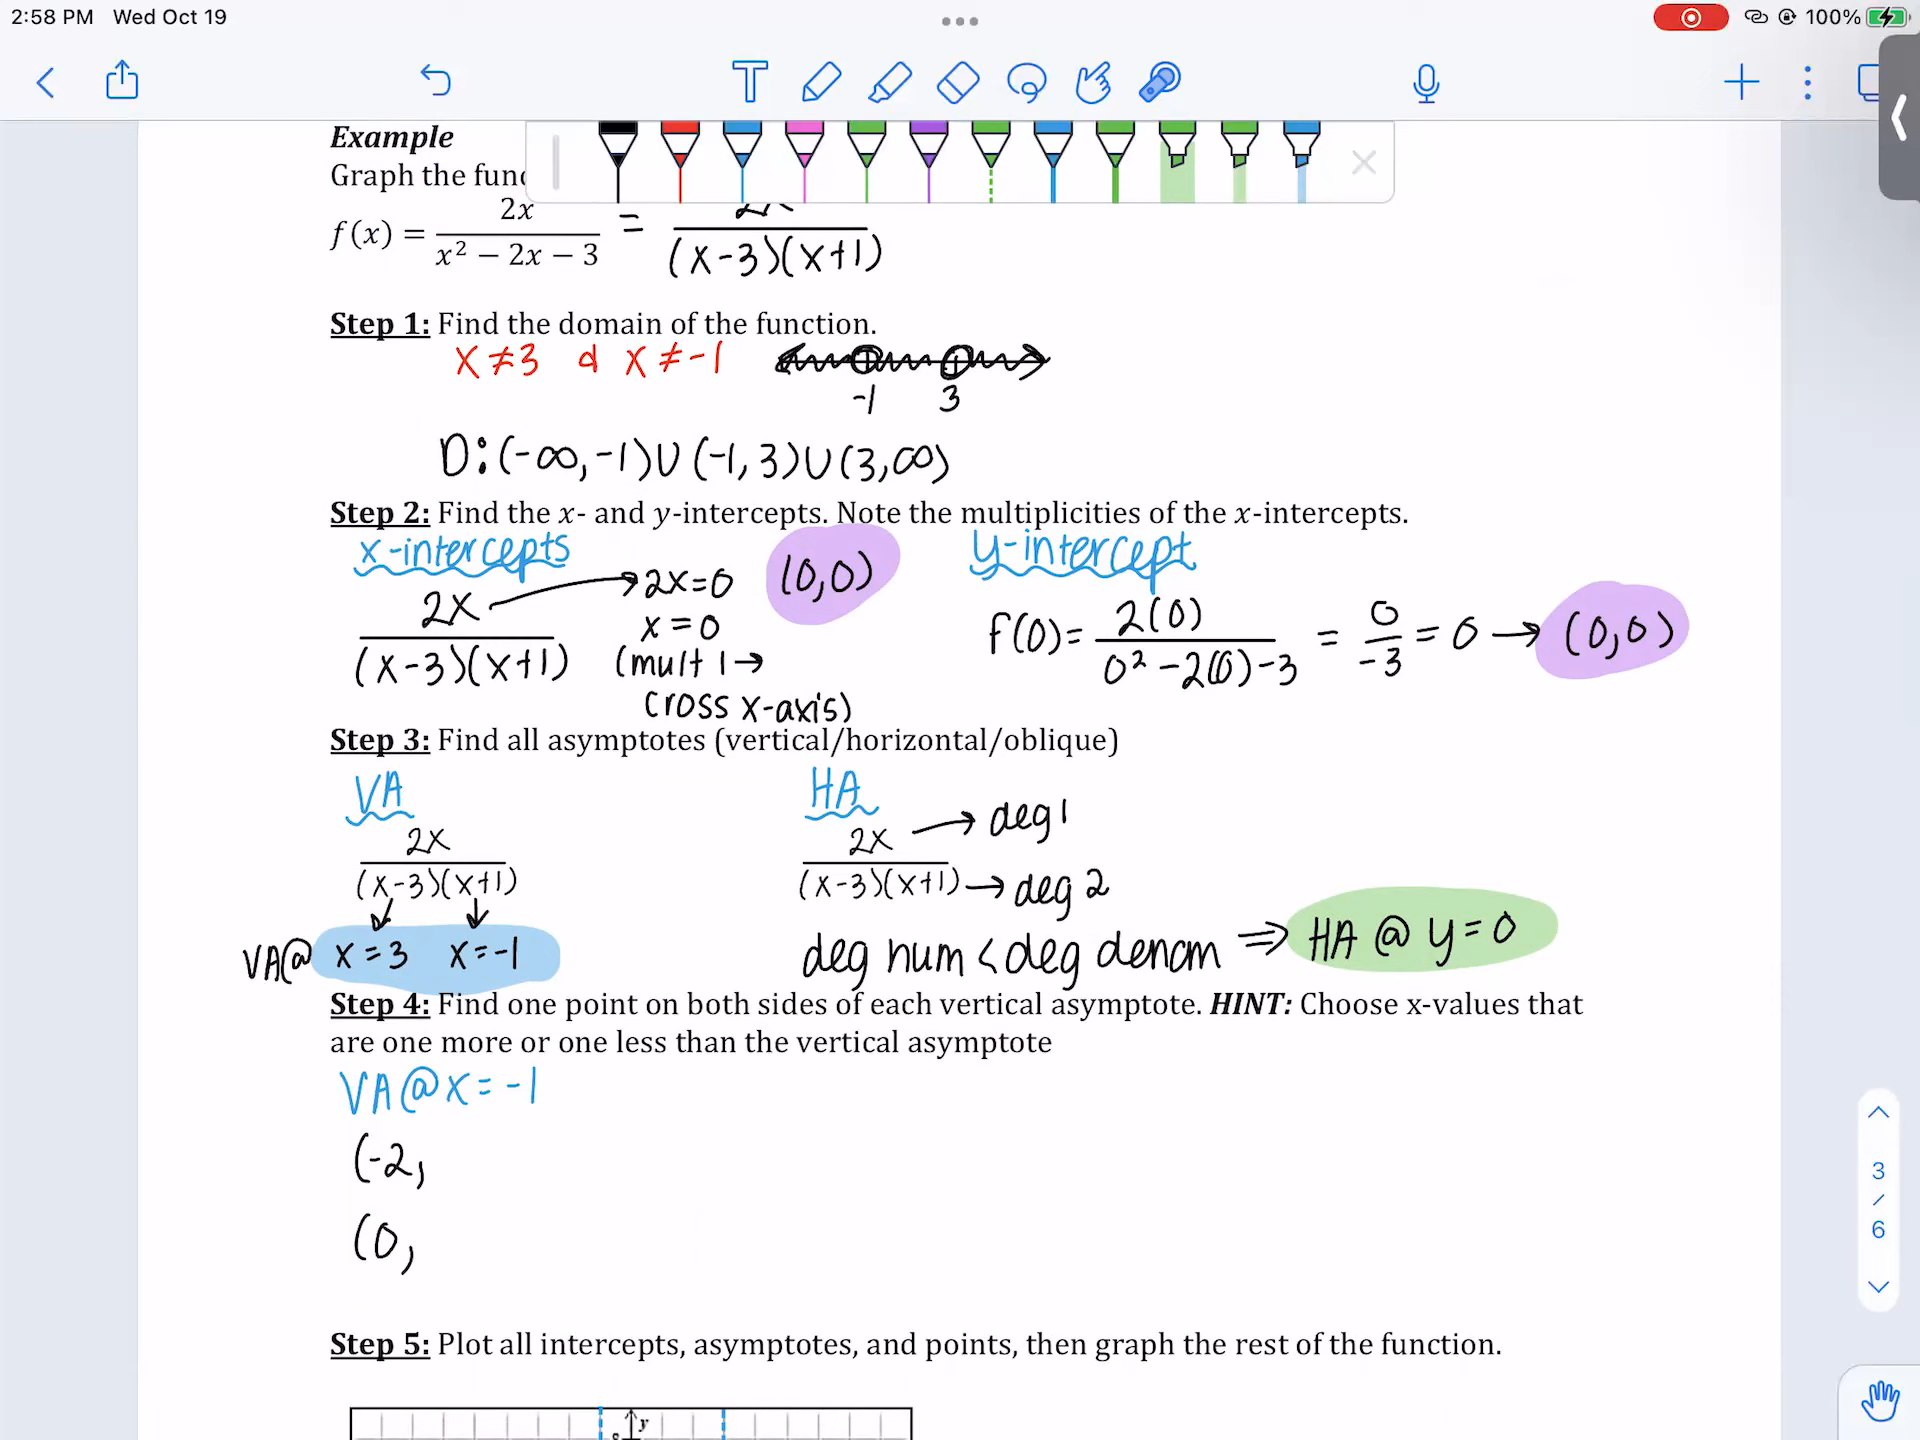 2:58 PM Wed Oct 19
100%
Example
Graph the func
f(x) = 2x / x² − 2x − 3 = 2x / (x-3)(x+1)
Step 1: Find the domain of the function.
x ≠ 3 & x ≠ -1
-1 3
D: (-∞, -1) ∪ (-1, 3) ∪ (3, ∞)
Step 2: Find the x- and y-intercepts. Note the multiplicities of the x-intercepts.
x-intercepts
2x / (x-3)(x+1) → 2x=0
x = 0
(mult 1 →
cross x-axis)
(0,0)
y-intercept
f(0) = 2(0) / 0² - 2(0) - 3 = 0 / -3 = 0 → (0,0)
Step 3: Find all asymptotes (vertical/horizontal/oblique)
VA
2x / (x-3)(x+1)
VA@ x = 3 x = -1
HA
2x → deg 1
(x-3)(x+1) → deg 2
deg num < deg denom ⇒ HA @ y = 0
Step 4: Find one point on both sides of each vertical asymptote. HINT: Choose x-values that
are one more or one less than the vertical asymptote
VA@x = -1
(-2,
(0,
3
/
6
Step 5: Plot all intercepts, asymptotes, and points, then graph the rest of the function.
y